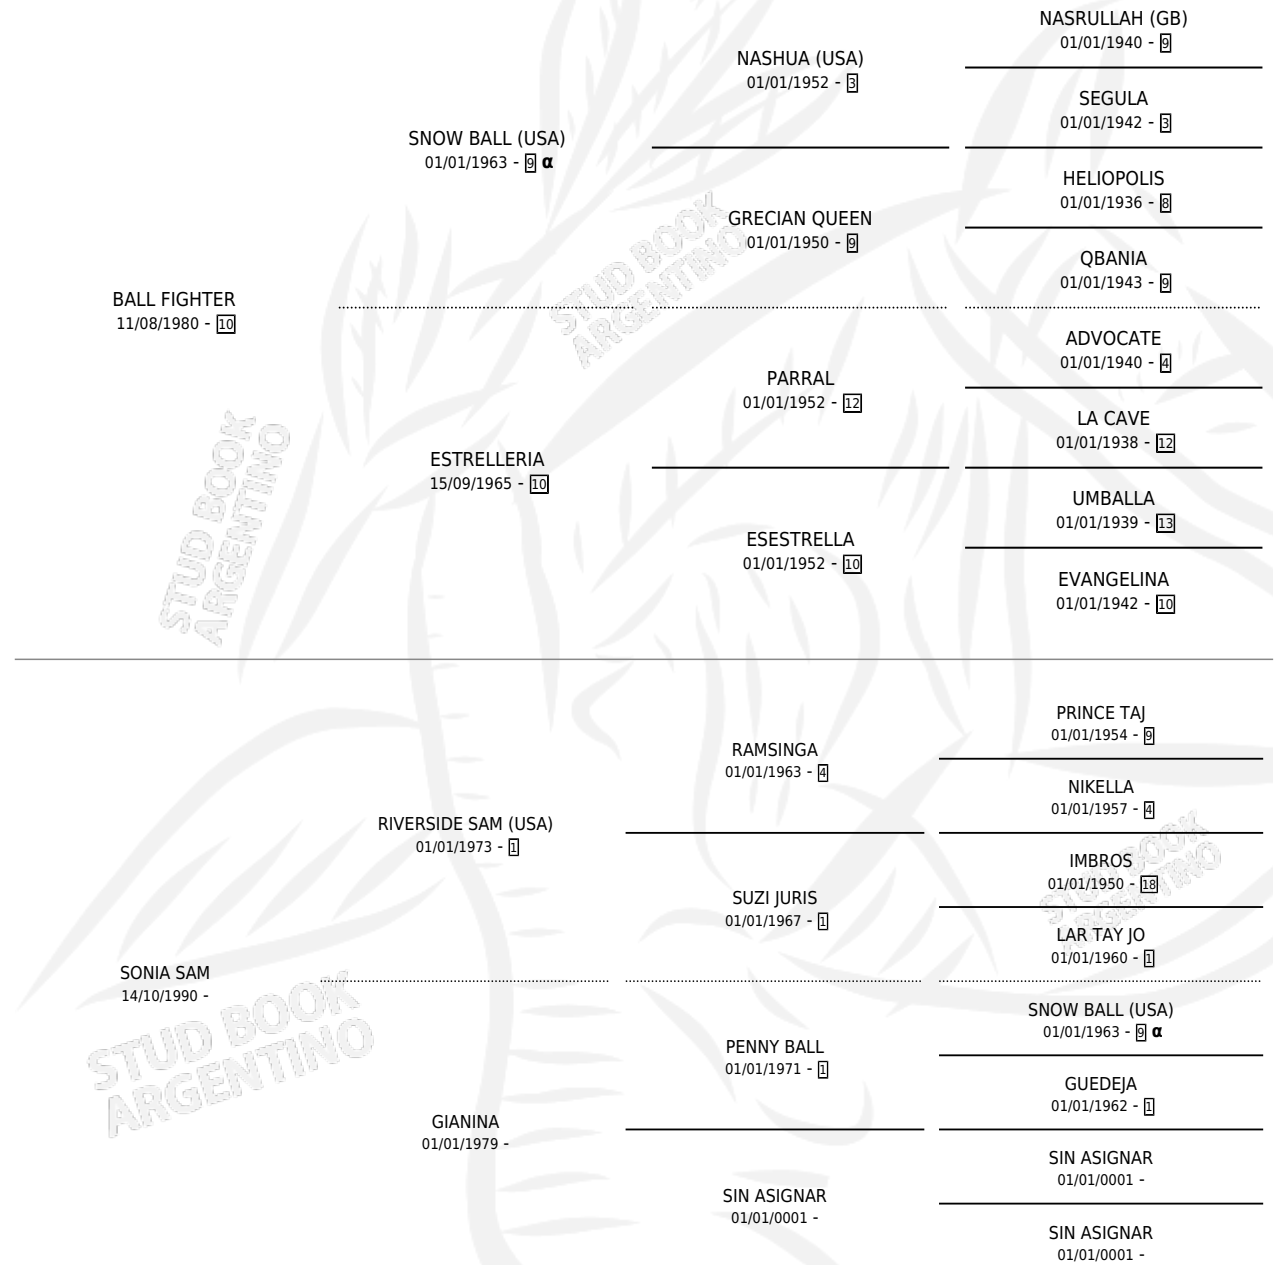 NASRULLAH (GB)
01/01/1940 - 9
NASHUA (USA)
01/01/1952 - 3
SEGULA
01/01/1942 - 3
SNOW BALL (USA)
01/01/1963 - 9 α
HELIOPOLIS
01/01/1936 - 8
GRECIAN QUEEN
01/01/1950 - 9
QBANIA
01/01/1943 - 9
BALL FIGHTER
11/08/1980 - 10
ADVOCATE
01/01/1940 - 4
PARRAL
01/01/1952 - 12
LA CAVE
01/01/1938 - 12
ESTRELLERIA
15/09/1965 - 10
UMBALLA
01/01/1939 - 13
ESESTRELLA
01/01/1952 - 10
EVANGELINA
01/01/1942 - 10
PRINCE TAJ
01/01/1954 - 9
RAMSINGA
01/01/1963 - 4
NIKELLA
01/01/1957 - 4
RIVERSIDE SAM (USA)
01/01/1973 - 1
IMBROS
01/01/1950 - 18
SUZI JURIS
01/01/1967 - 1
LAR TAY JO
01/01/1960 - 1
SONIA SAM
14/10/1990 -
SNOW BALL (USA)
01/01/1963 - 9 α
PENNY BALL
01/01/1971 - 1
GUEDEJA
01/01/1962 - 1
GIANINA
01/01/1979 -
SIN ASIGNAR
01/01/0001 -
SIN ASIGNAR
01/01/0001 -
SIN ASIGNAR
01/01/0001 -
STUD BOOK
ARGENTINO
STUD BOOK
ARGENTINO
STUD BOOK
ARGENTINO
STUD BOOK
ARGENTINO